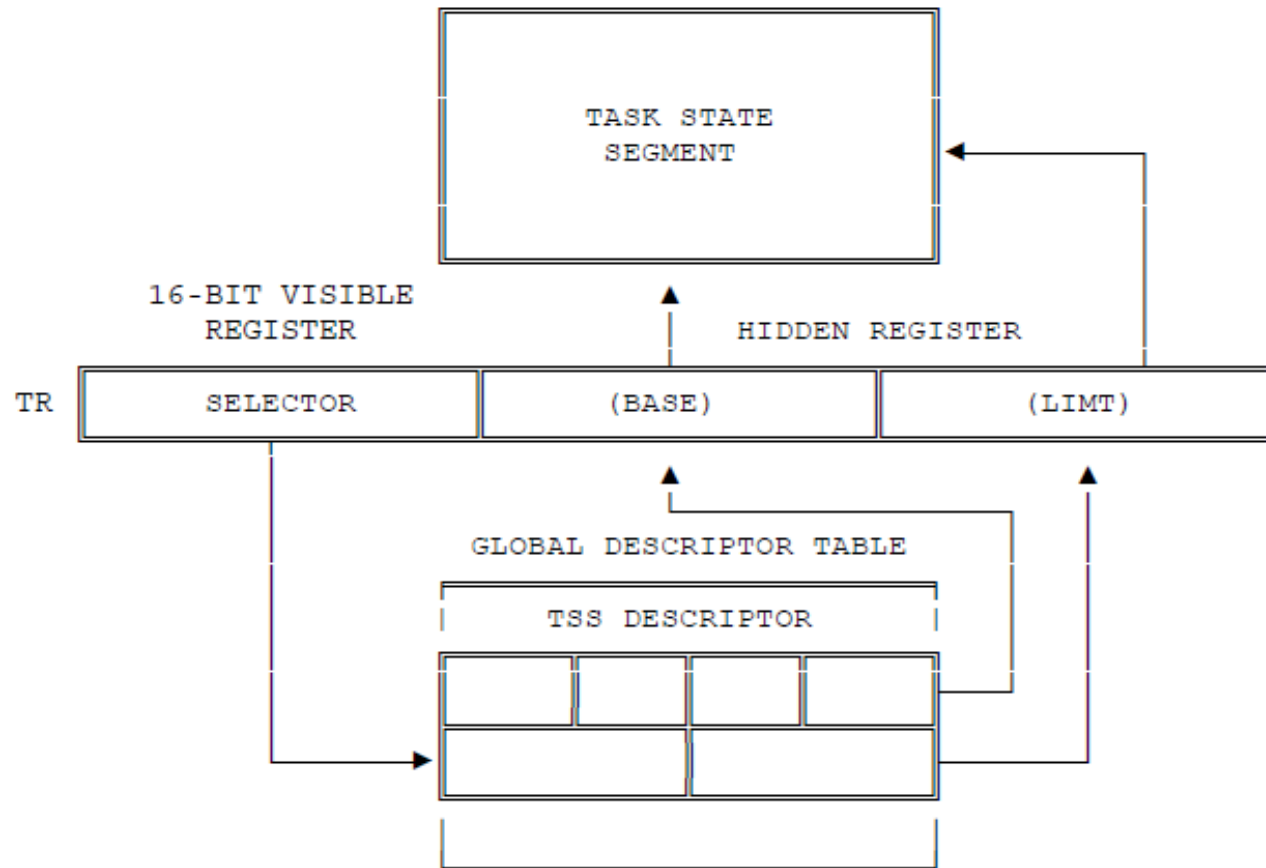 TASK STATE
SEGMENT
16-BIT VISIBLE
REGISTER
HIDDEN REGISTER
TR
SELECTOR
(BASE)
(LIMT)
GLOBAL DESCRIPTOR TABLE
TSS DESCRIPTOR